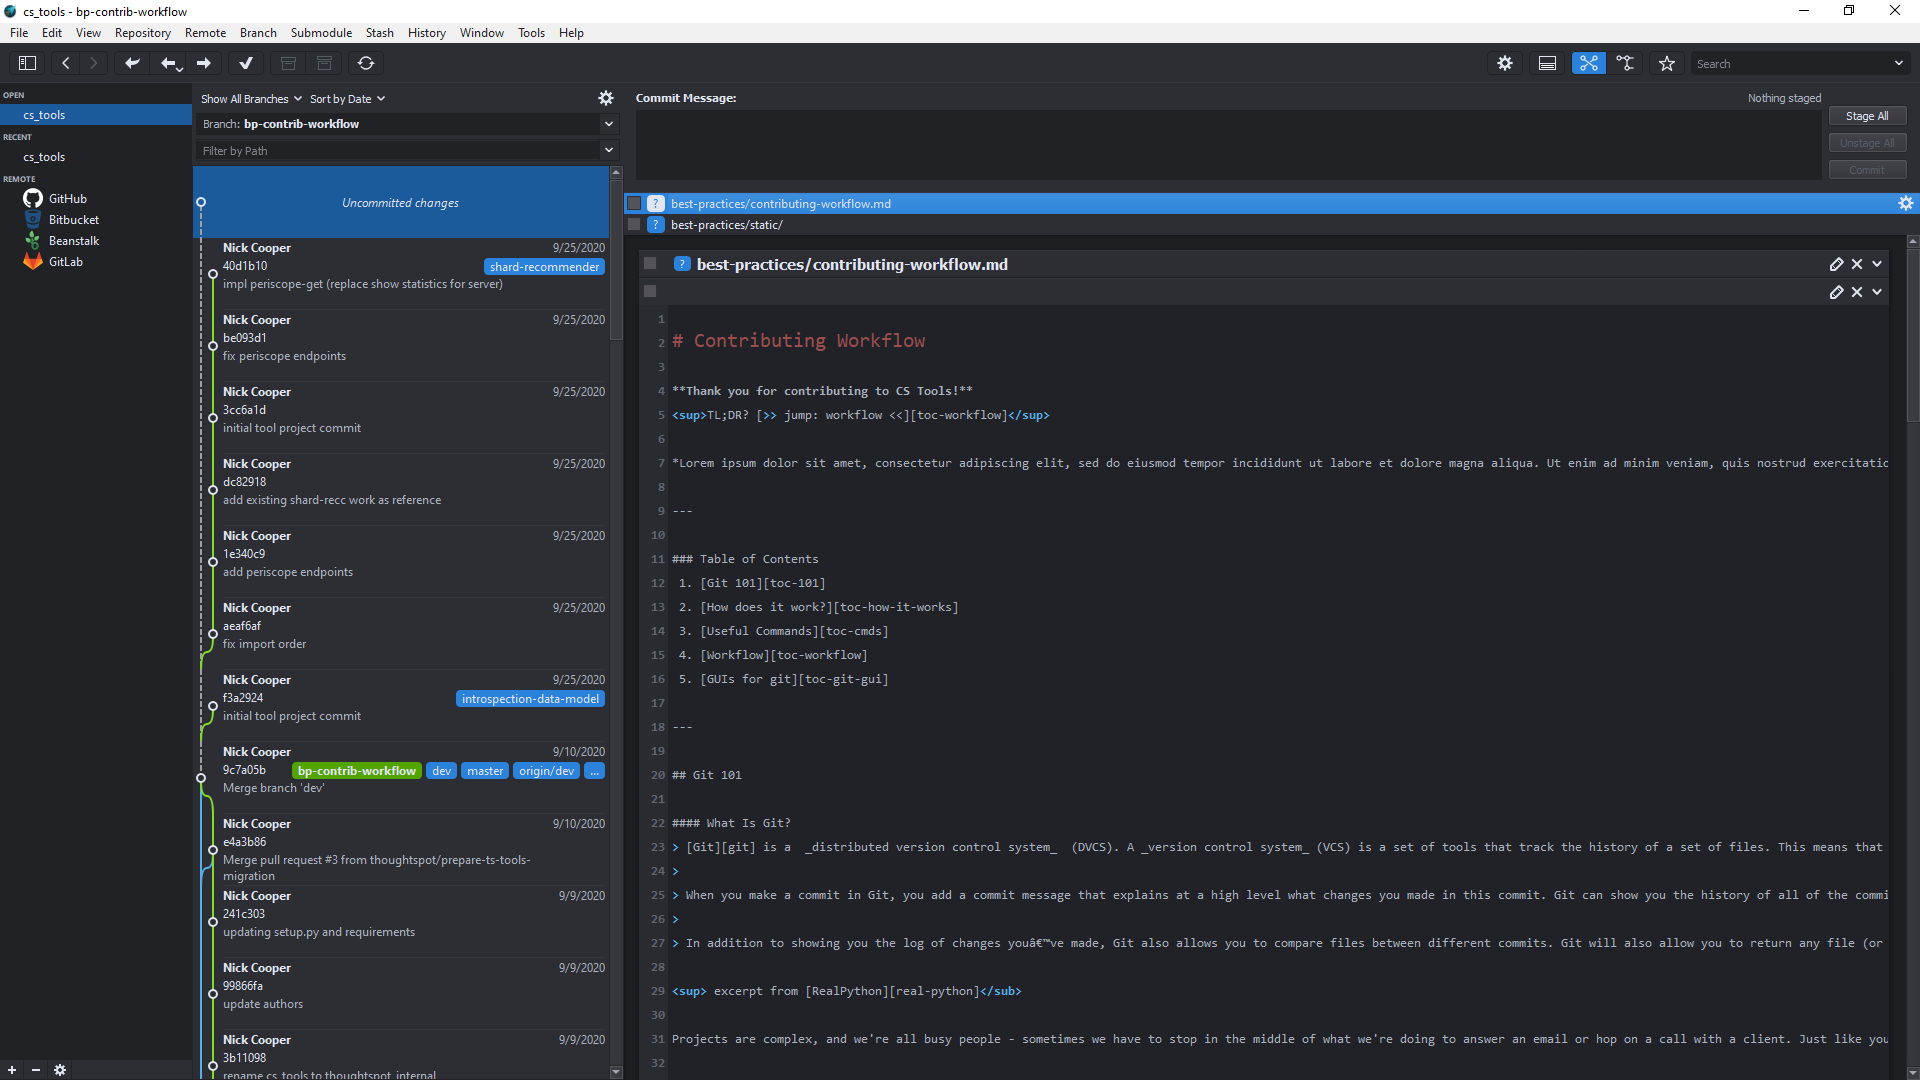 cs_tools - bp-contrib-workflow
File Edit View Repository Remote Branch Submodule Stash History Window Tools Help
Search
OPEN
cs_tools
RECENT
cs_tools
REMOTE
GitHub
Bitbucket
Beanstalk
GitLab
Show All Branches Sort by Date
Branch: bp-contrib-workflow
Filter by Path
Uncommitted changes
Nick Cooper 9/25/2020
40d1b10 shard-recommender
impl periscope-get (replace show statistics for server)
Nick Cooper 9/25/2020
be093d1
fix periscope endpoints
Nick Cooper 9/25/2020
3cc6a1d
initial tool project commit
Nick Cooper 9/25/2020
dc82918
add existing shard-recc work as reference
Nick Cooper 9/25/2020
1e340c9
add periscope endpoints
Nick Cooper 9/25/2020
aeaf6af
fix import order
Nick Cooper 9/25/2020
f3a2924 introspection-data-model
initial tool project commit
Nick Cooper 9/10/2020
9c7a05b bp-contrib-workflow dev master origin/dev ...
Merge branch 'dev'
Nick Cooper 9/10/2020
e4a3b86
Merge pull request #3 from thoughtspot/prepare-ts-tools-
migration
Nick Cooper 9/9/2020
241c303
updating setup.py and requirements
Nick Cooper 9/9/2020
99866fa
update authors
Nick Cooper 9/9/2020
3b11098
rename cs_tools to thoughtspot_internal
Commit Message: Nothing staged
Stage All
Unstage All
Commit
? best-practices/contributing-workflow.md
? best-practices/static/
? best-practices/contributing-workflow.md
1
2 # Contributing Workflow
3
4 **Thank you for contributing to CS Tools!**
5 <sup>TL;DR? [>> jump: workflow <<][toc-workflow]</sup>
6
7 *Lorem ipsum dolor sit amet, consectetur adipiscing elit, sed do eiusmod tempor incididunt ut labore et dolore magna aliqua. Ut enim ad minim veniam, quis nostrud exercitatic
8
9 ---
10
11 ### Table of Contents
12 1. [Git 101][toc-101]
13 2. [How does it work?][toc-how-it-works]
14 3. [Useful Commands][toc-cmds]
15 4. [Workflow][toc-workflow]
16 5. [GUIs for git][toc-git-gui]
17
18 ---
19
20 ## Git 101
21
22 #### What Is Git?
23 > [Git][git] is a _distributed version control system_ (DVCS). A _version control system_ (VCS) is a set of tools that track the history of a set of files. This means that
24 >
25 > When you make a commit in Git, you add a commit message that explains at a high level what changes you made in this commit. Git can show you the history of all of the commi
26 >
27 > In addition to showing you the log of changes youâ€™ve made, Git also allows you to compare files between different commits. Git will also allow you to return any file (or
28
29 <sup> excerpt from [RealPython][real-python]</sub>
30
31 Projects are complex, and we're all busy people - sometimes we have to stop in the middle of what we're doing to answer an email or hop on a call with a client. Just like you
32